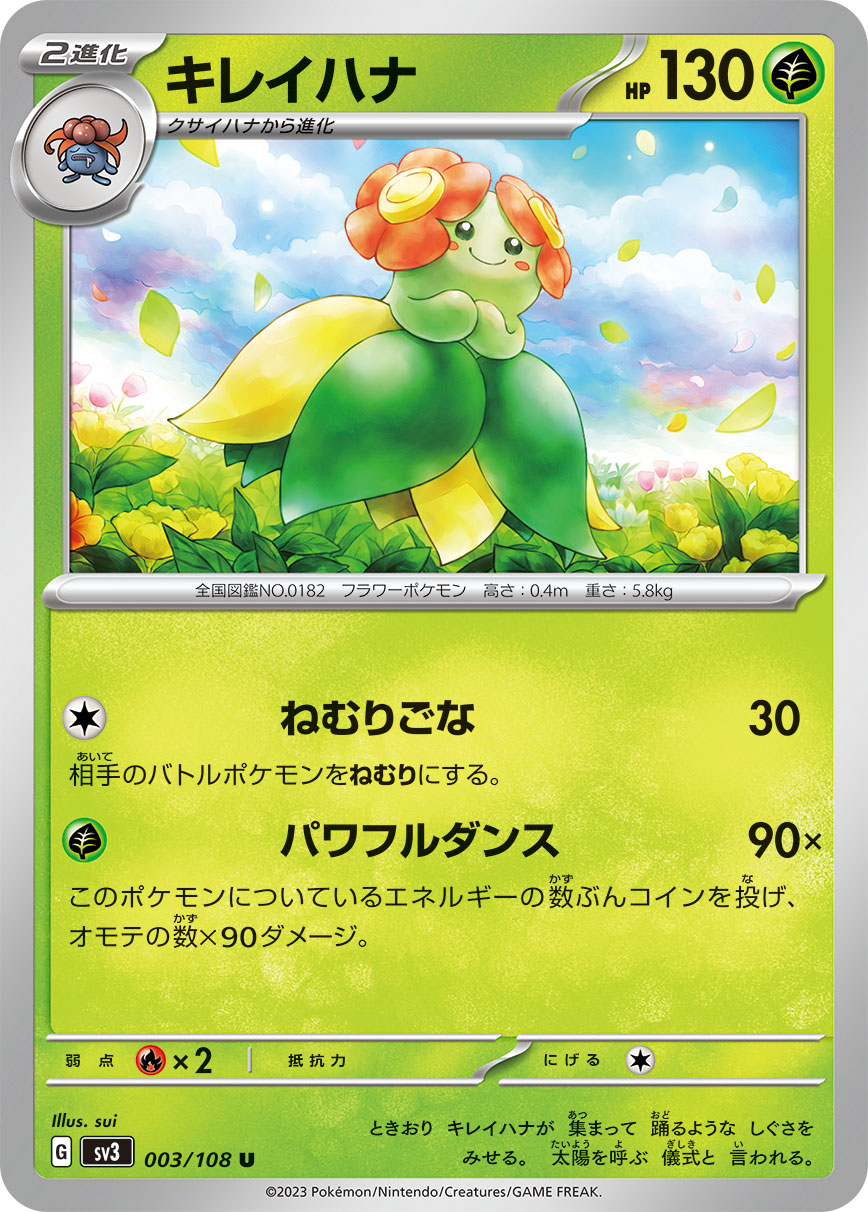 2進化
キレイハナ
HP 130
クサイハナから進化
全国図鑑NO.0182 フラワーポケモン 高さ:0.4m 重さ:5.8kg
ねむりごな 30
相手のバトルポケモンをねむりにする。
パワフルダンス 90×
このポケモンについているエネルギーの数ぶんコインを投げ、
オモテの数×90ダメージ。
弱点 ×2 抵抗力 にげる
Illus. sui
G sv3 003/108 U
ときおり キレイハナが 集まって 踊るような しぐさを
みせる。 太陽を呼ぶ 儀式と 言われる。
©2023 Pokémon/Nintendo/Creatures/GAME FREAK.